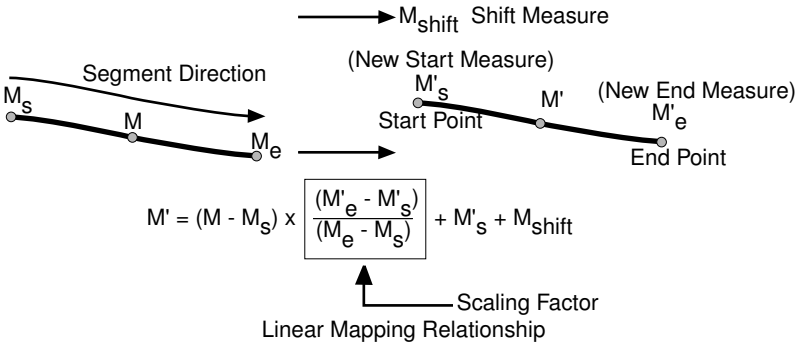 M_shift Shift Measure
(New Start Measure)
Segment Direction
M'_s
M_s
M'
(New End Measure)
M'_e
M
Start Point
M_e
End Point
M' = (M - M_s) x (M'_e - M'_s) / (M_e - M_s) + M'_s + M_shift
Scaling Factor
Linear Mapping Relationship